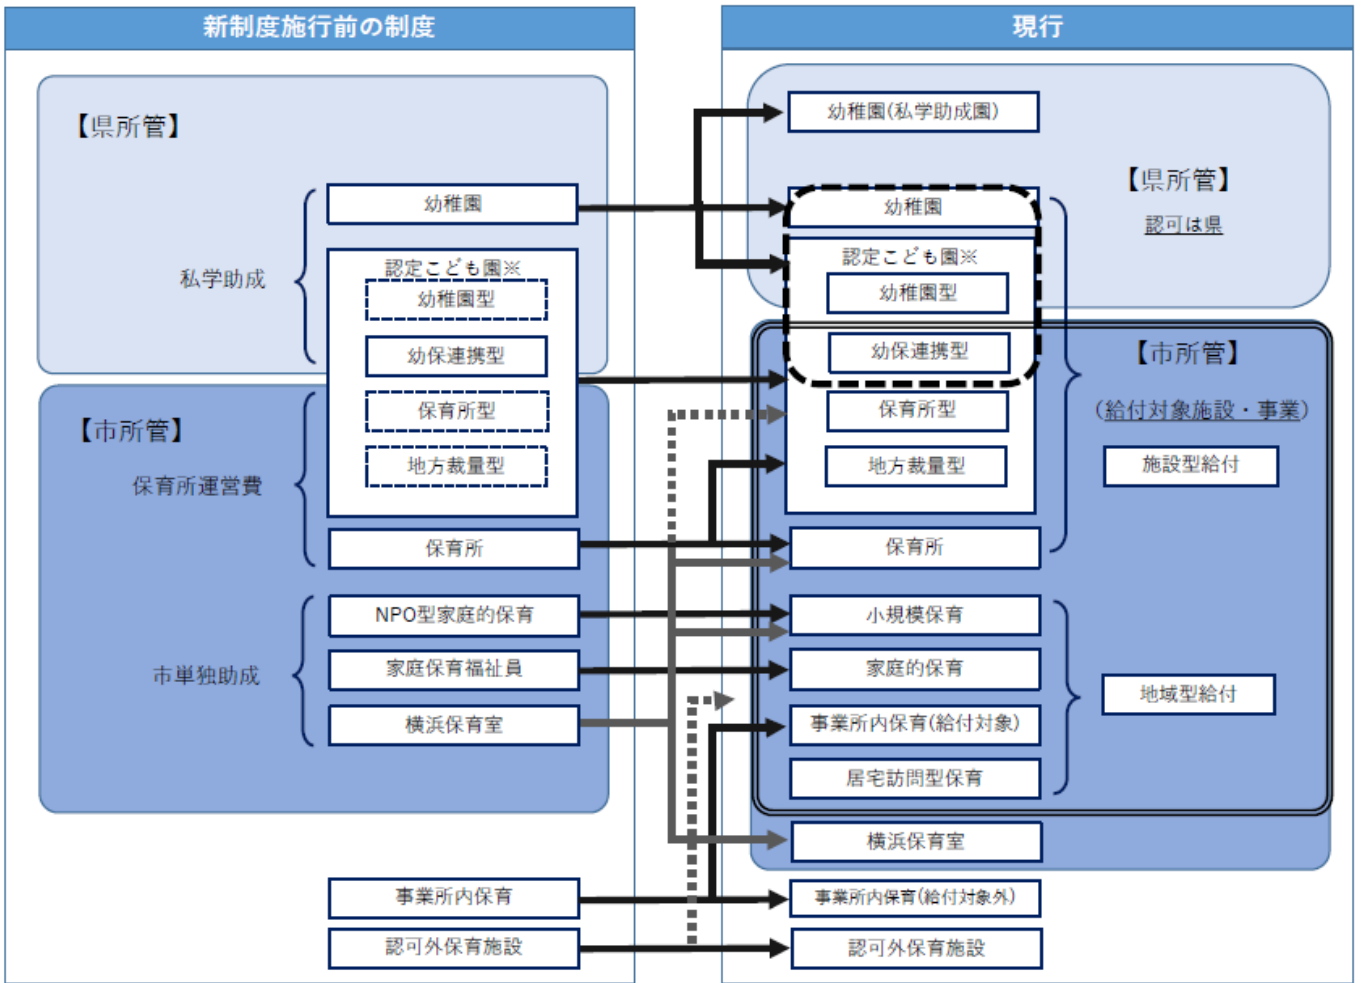 新制度施行前の制度
【県所管】
幼稚園
私学助成
認定こども園※
幼稚園型
幼保連携型
【市所管】
保育所型
地方裁量型
保育所運営費
保育所
NPO型家庭的保育
市単独助成
家庭保育福祉員
横浜保育室
事業所内保育
認可外保育施設
現行
幼稚園(私学助成園)
【県所管】
認可は県
幼稚園
認定こども園※
幼稚園型
幼保連携型
【市所管】
(給付対象施設・事業)
保育所型
地方裁量型
施設型給付
保育所
小規模保育
家庭的保育
地域型給付
事業所内保育(給付対象)
居宅訪問型保育
横浜保育室
事業所内保育(給付対象外)
認可外保育施設